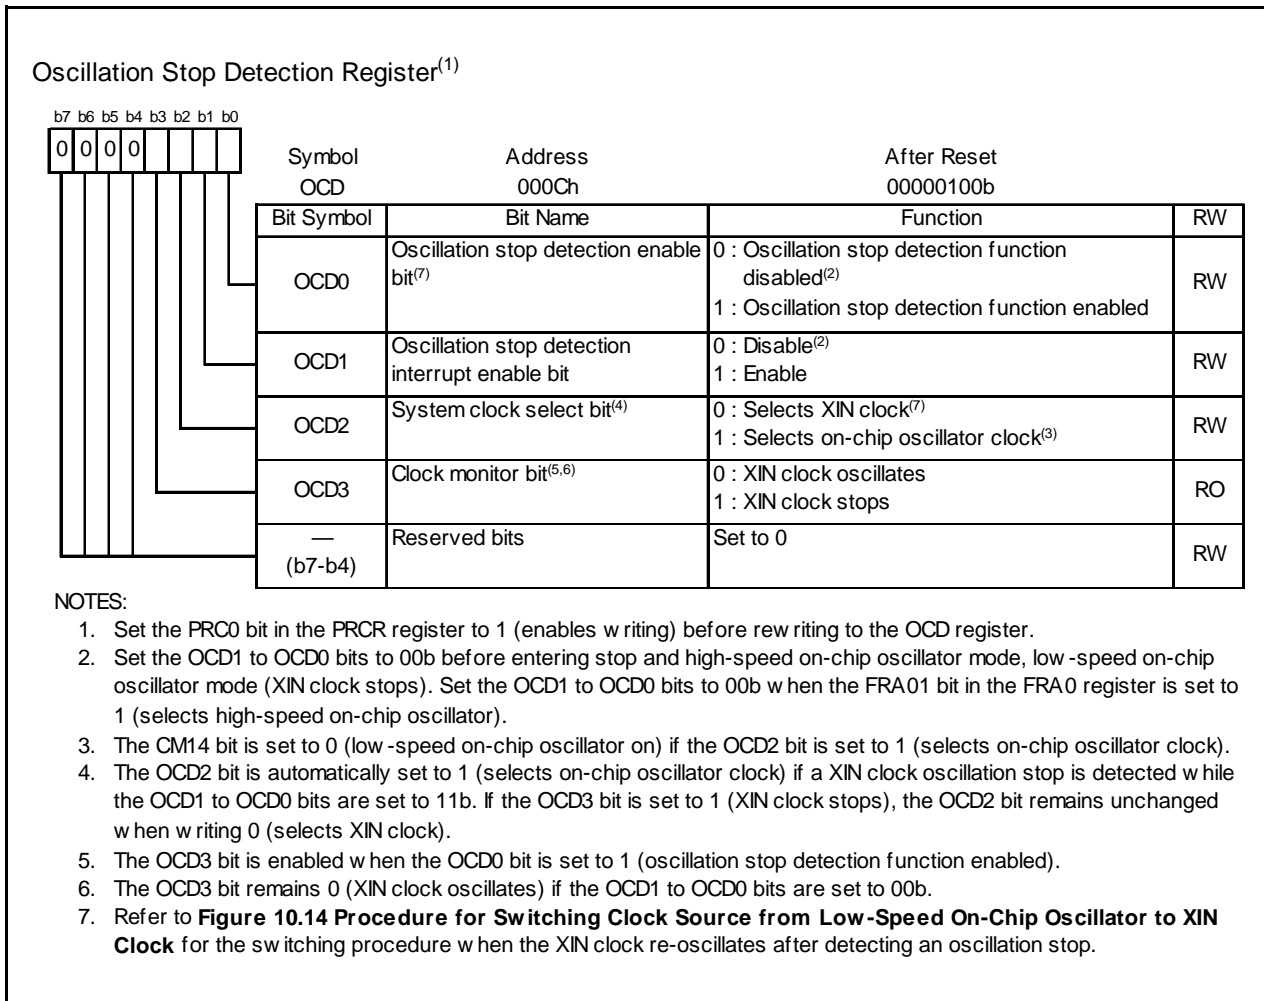 Oscillation Stop Detection Register(1)
b7 b6 b5 b4 b3 b2 b1 b0
0 0 0 0
Symbol Address After Reset
OCD 000Ch 00000100b
Bit Symbol Bit Name Function RW
OCD0 Oscillation stop detection enable bit(7) 0 : Oscillation stop detection function disabled(2) RW
1 : Oscillation stop detection function enabled
OCD1 Oscillation stop detection interrupt enable bit 0 : Disable(2) RW
1 : Enable
OCD2 System clock select bit(4) 0 : Selects XIN clock(7) RW
1 : Selects on-chip oscillator clock(3)
OCD3 Clock monitor bit(5,6) 0 : XIN clock oscillates RO
1 : XIN clock stops
— (b7-b4) Reserved bits Set to 0 RW
NOTES:
1. Set the PRC0 bit in the PRCR register to 1 (enables writing) before rewriting to the OCD register.
2. Set the OCD1 to OCD0 bits to 00b before entering stop and high-speed on-chip oscillator mode, low-speed on-chip
oscillator mode (XIN clock stops). Set the OCD1 to OCD0 bits to 00b when the FRA01 bit in the FRA0 register is set to
1 (selects high-speed on-chip oscillator).
3. The CM14 bit is set to 0 (low-speed on-chip oscillator on) if the OCD2 bit is set to 1 (selects on-chip oscillator clock).
4. The OCD2 bit is automatically set to 1 (selects on-chip oscillator clock) if a XIN clock oscillation stop is detected while
the OCD1 to OCD0 bits are set to 11b. If the OCD3 bit is set to 1 (XIN clock stops), the OCD2 bit remains unchanged
when writing 0 (selects XIN clock).
5. The OCD3 bit is enabled when the OCD0 bit is set to 1 (oscillation stop detection function enabled).
6. The OCD3 bit remains 0 (XIN clock oscillates) if the OCD1 to OCD0 bits are set to 00b.
7. Refer to Figure 10.14 Procedure for Switching Clock Source from Low-Speed On-Chip Oscillator to XIN
Clock for the switching procedure when the XIN clock re-oscillates after detecting an oscillation stop.